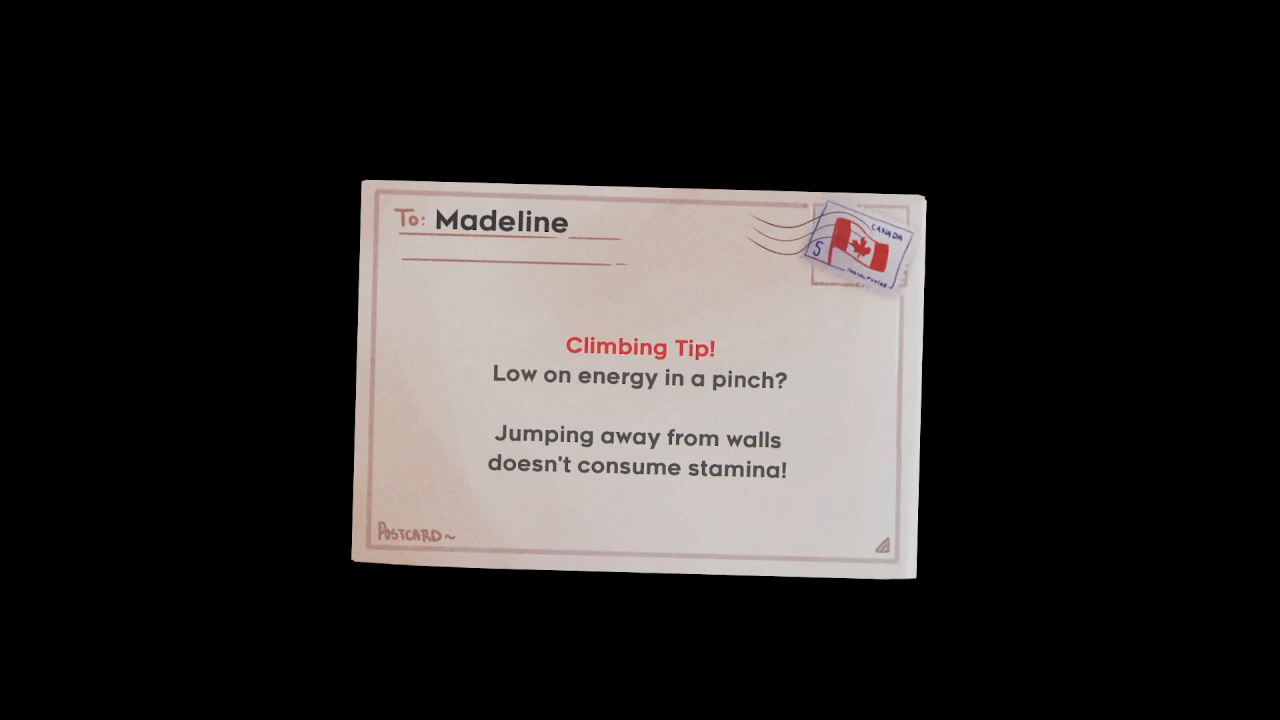 To: Madeline
CANADA
5
Climbing Tip!
Low on energy in a pinch?
Jumping away from walls
doesn't consume stamina!
POSTCARD~